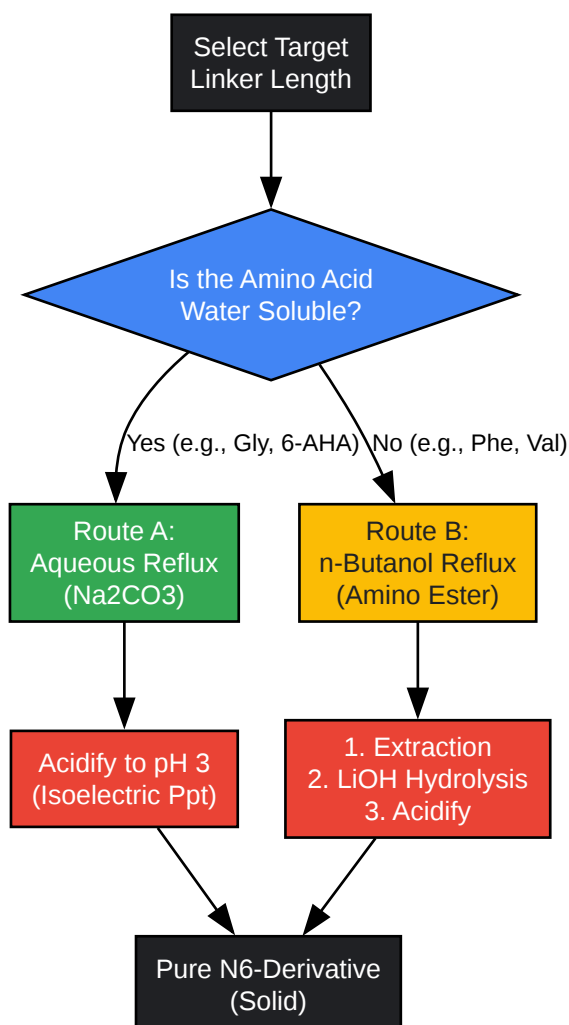 Select Target
Linker Length
Is the Amino Acid
Water Soluble?
Yes (e.g., Gly, 6-AHA)
No (e.g., Phe, Val)
Route A:
Aqueous Reflux
(Na2CO3)
Route B:
n-Butanol Reflux
(Amino Ester)
Acidify to pH 3
(Isoelectric Ppt)
1. Extraction
2. LiOH Hydrolysis
3. Acidify
Pure N6-Derivative
(Solid)